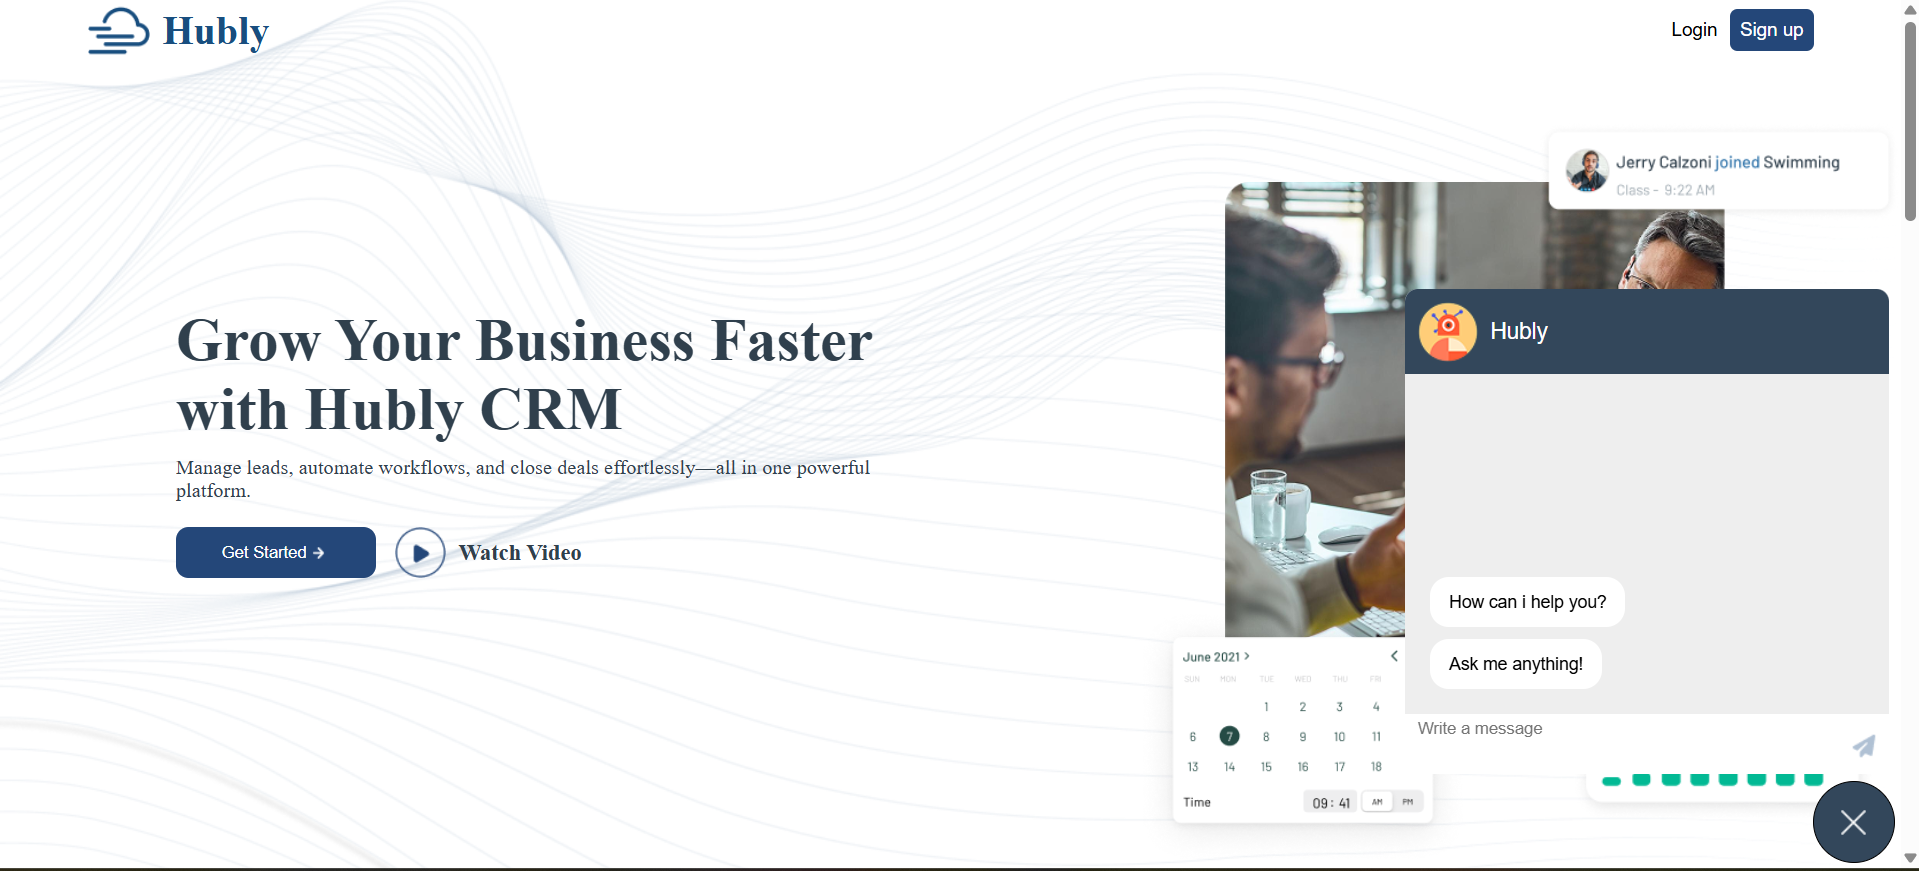 Hubly
Login
Sign up
Jerry Calzoni joined Swimming
Class - 9:22 AM
Grow Your Business Faster
with Hubly CRM
Manage leads, automate workflows, and close deals effortlessly—all in one powerful
platform.
Get Started →
Watch Video
Hubly
How can i help you?
Ask me anything!
Write a message
June 2021 >
SUN MON TUE WED THU FRI
1 2 3 4
6 7 8 9 10 11
13 14 15 16 17 18
Time 09 : 41 AM PM